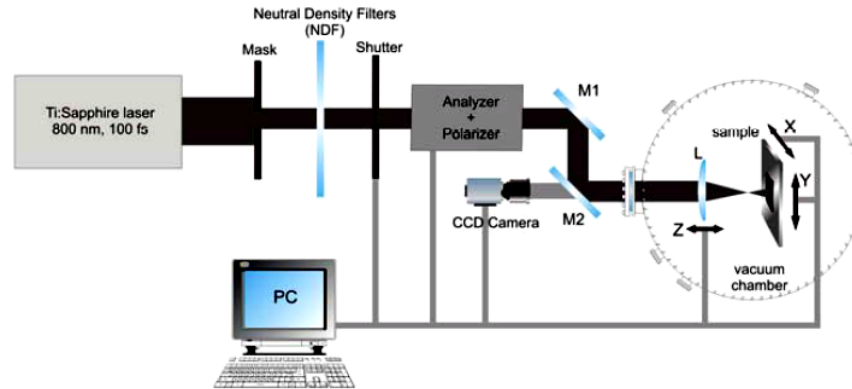 Neutral Density Filters
(NDF)
Mask
Shutter
Ti:Sapphire laser
800 nm, 100 fs
Analyzer
+
Polarizer
M1
M2
CCD Camera
L
sample
X
Y
Z
vacuum
chamber
PC